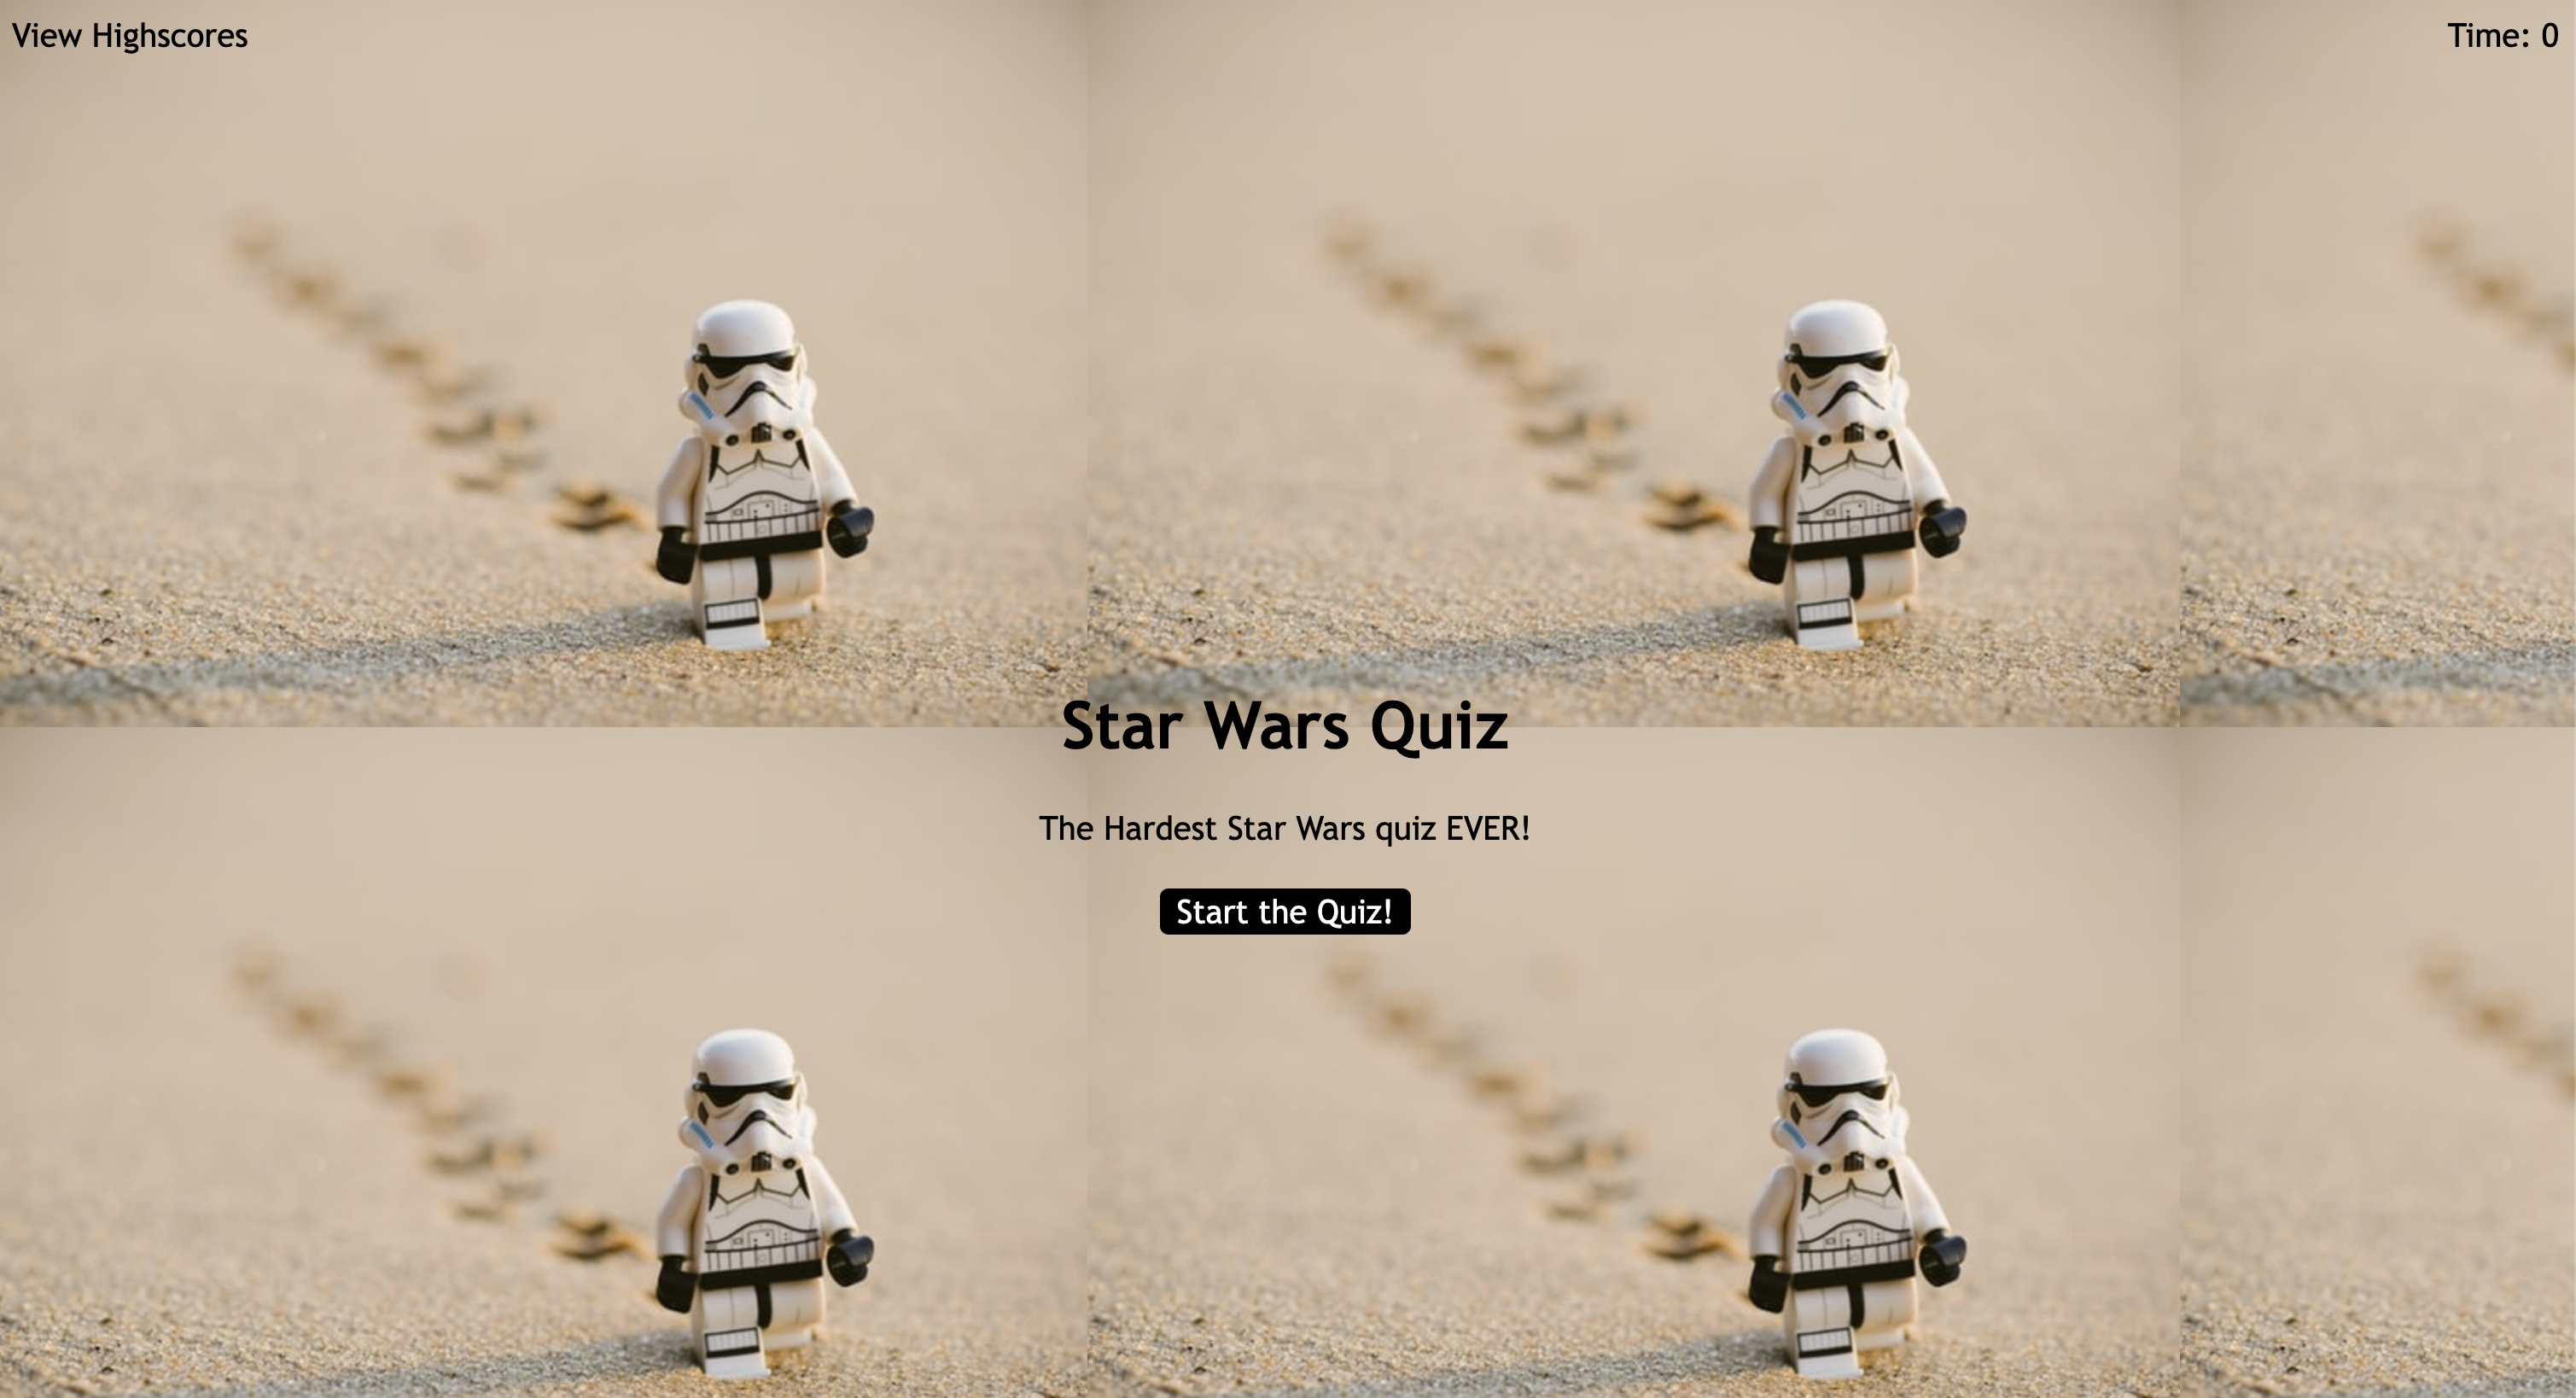 View Highscores
Time: 0
Star Wars Quiz
The Hardest Star Wars quiz EVER!
Start the Quiz!